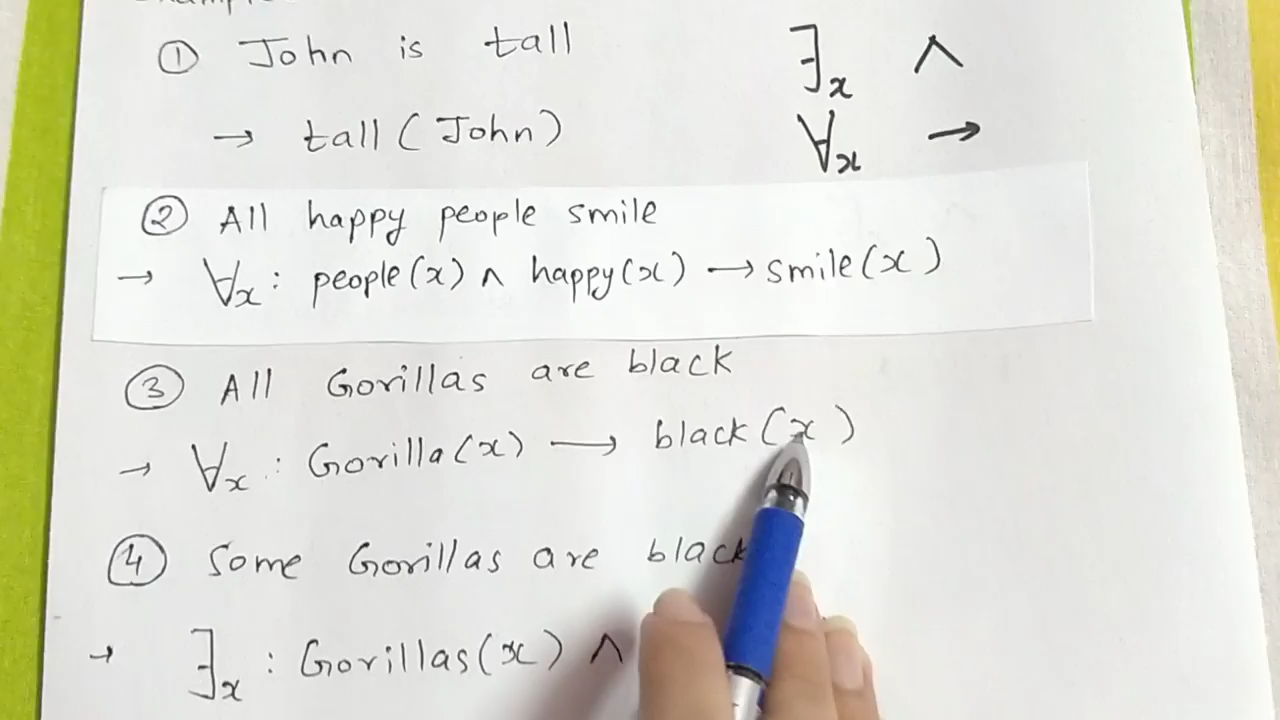 ① John is tall
∃x ∧
→ tall(John)
∀x →
② All happy people smile
→ ∀x: people(x) ∧ happy(x) → smile(x)
③ All Gorillas are black
→ ∀x: Gorilla(x) → black(x)
④ Some Gorillas are black
→ ∃x: Gorillas(x) ∧